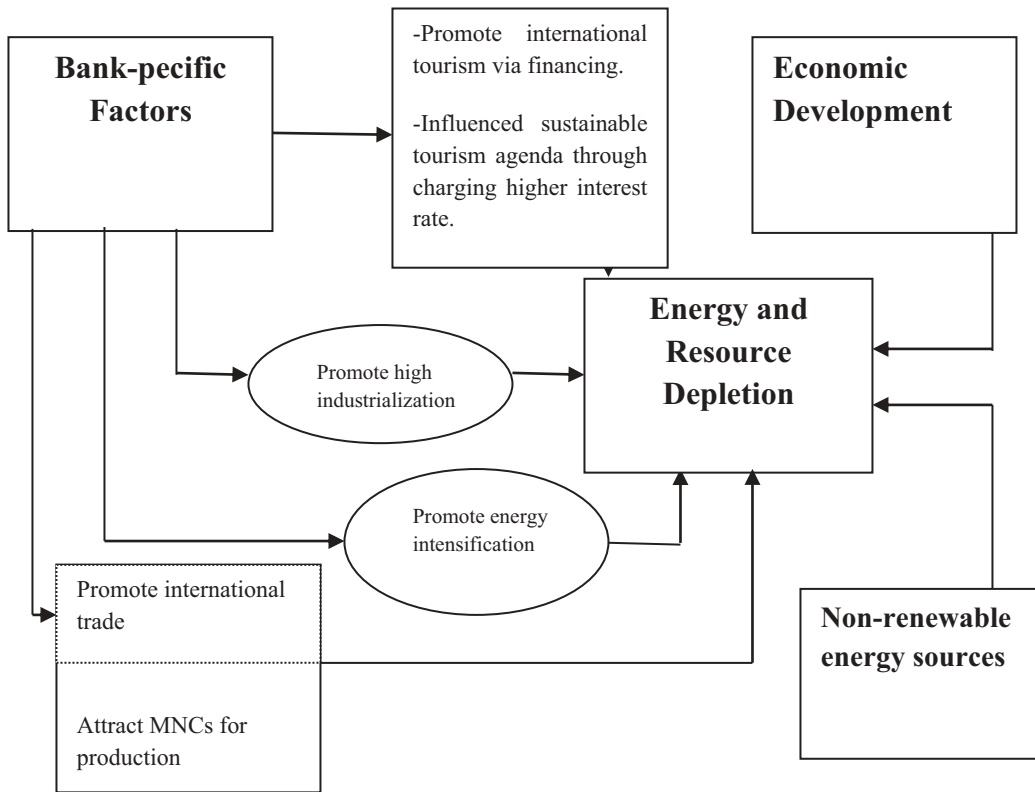 Bank-pecific
Factors
-Promote international
tourism via financing.
-Influenced sustainable
tourism agenda through
charging higher interest
rate.
Economic
Development
Energy and
Resource
Depletion
Promote high
industrialization
Promote energy
intensification
Promote international
trade
Attract MNCs for
production
Non-renewable
energy sources